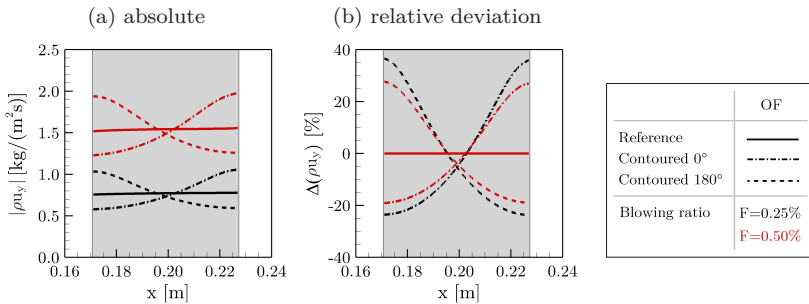 (a) absolute
(b) relative deviation
2.5
2.0
1.5
1.0
0.5
0.0
|ρu_y| [kg/(m²s)]
0.16 0.18 0.20 0.22 0.24
x [m]
40
20
0
-20
-40
Δ(ρu_y) [%]
0.16 0.18 0.20 0.22 0.24
x [m]
OF
Reference
Contoured 0°
Contoured 180°
Blowing ratio F=0.25%
F=0.50%